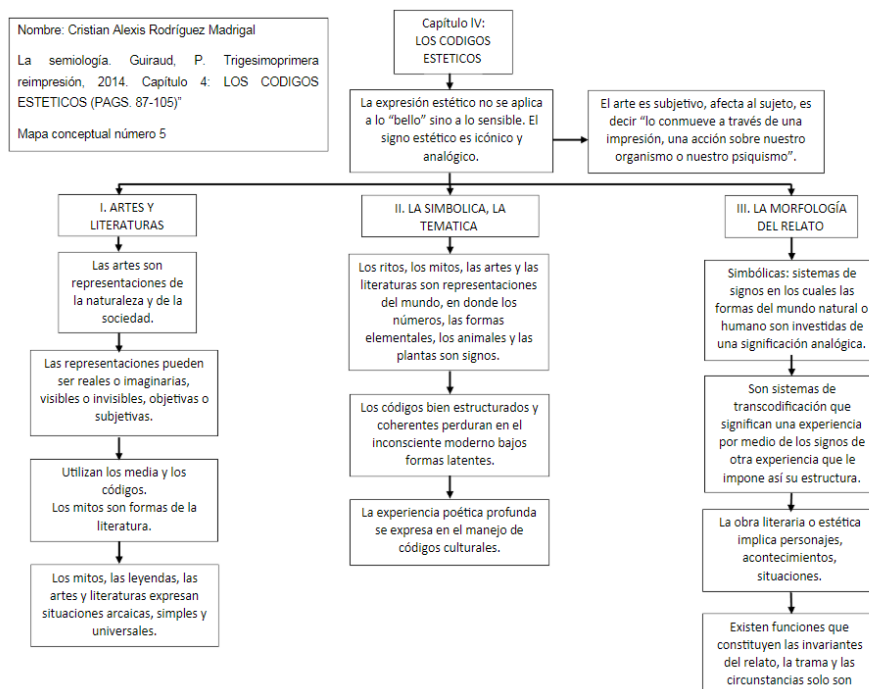 Nombre: Cristian Alexis Rodríguez Madrigal
La semiología. Guiraud, P. Trigesimoprimera
reimpresión, 2014. Capítulo 4: LOS CODIGOS
ESTETICOS (PAGS. 87-105)”
Mapa conceptual número 5
Capítulo IV:
LOS CODIGOS
ESTETICOS
La expresión estético no se aplica
a lo “bello” sino a lo sensible. El
signo estético es icónico y
analógico.
El arte es subjetivo, afecta al sujeto, es
decir “lo conmueve a través de una
impresión, una acción sobre nuestro
organismo o nuestro psiquismo”.
I. ARTES Y
LITERATURAS
Las artes son
representaciones de
la naturaleza y de la
sociedad.
Las representaciones pueden
ser reales o imaginarias,
visibles o invisibles, objetivas o
subjetivas.
Utilizan los media y los
códigos.
Los mitos son formas de la
literatura.
Los mitos, las leyendas, las
artes y literaturas expresan
situaciones arcaicas, simples y
universales.
II. LA SIMBOLICA, LA
TEMATICA
Los ritos, los mitos, las artes y las
literaturas son representaciones
del mundo, en donde los
números, las formas
elementales, los animales y las
plantas son signos.
Los códigos bien estructurados y
coherentes perduran en el
inconsciente moderno bajos
formas latentes.
La experiencia poética profunda
se expresa en el manejo de
códigos culturales.
III. LA MORFOLOGÍA
DEL RELATO
Simbólicas: sistemas de
signos en los cuales las
formas del mundo natural o
humano son investidas de
una significación analógica.
Son sistemas de
transcodificación que
significan una experiencia
por medio de los signos de
otra experiencia que le
impone así su estructura.
La obra literaria o estética
implica personajes,
acontecimientos,
situaciones.
Existen funciones que
constituyen las invariantes
del relato, la trama y las
circunstancias solo son